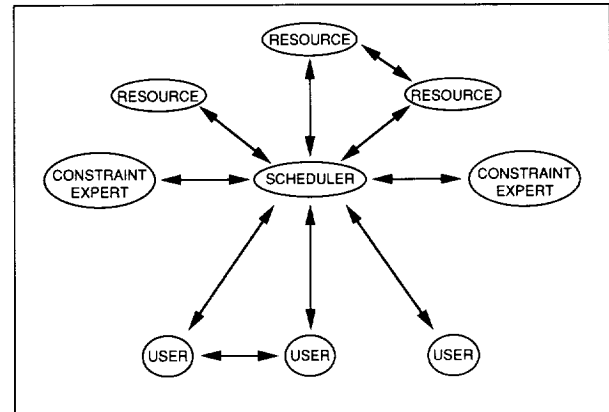 RESOURCE
RESOURCE
RESOURCE
CONSTRAINT
EXPERT
SCHEDULER
CONSTRAINT
EXPERT
USER
USER
USER